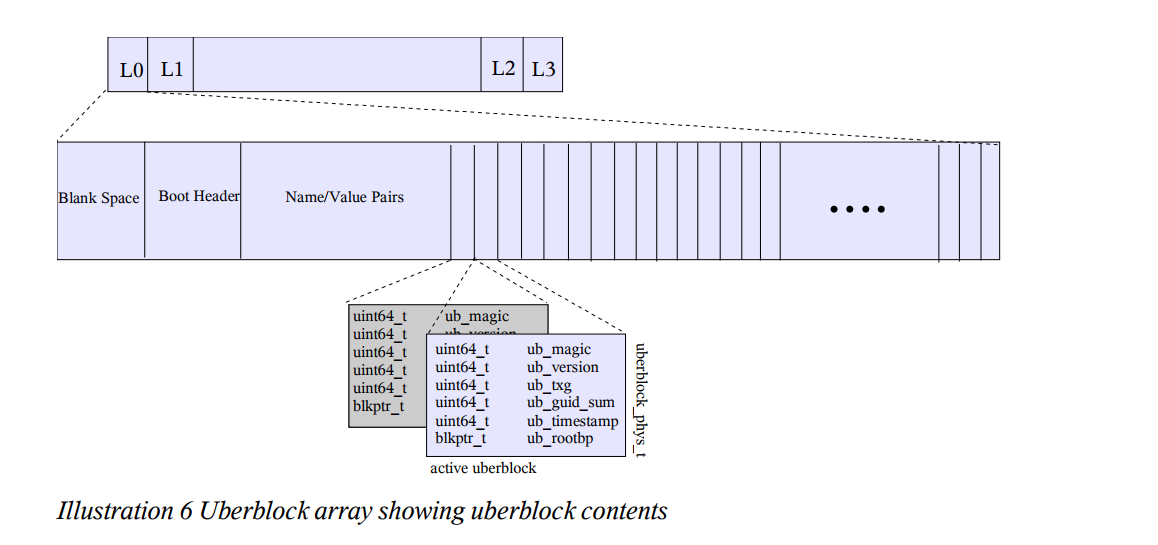 L0 L1 L2 L3
Blank Space Boot Header Name/Value Pairs
uint64_t ub_magic
uint64_t ub_version
uint64_t
uint64_t
uint64_t
blkptr_t
uint64_t ub_magic
uint64_t ub_version
uint64_t ub_txg
uint64_t ub_guid_sum
uint64_t ub_timestamp
blkptr_t ub_rootbp
uberblock_phys_t
active uberblock
Illustration 6 Uberblock array showing uberblock contents